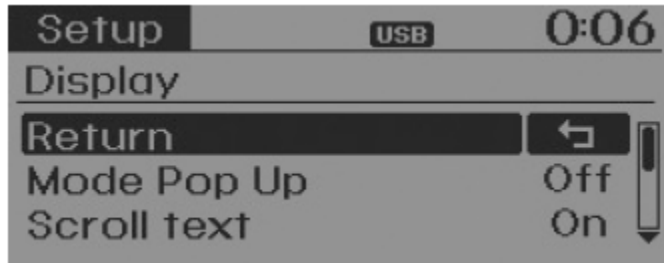 Setup USB 0:06
Display
Return
Mode Pop Up Off
Scroll text On